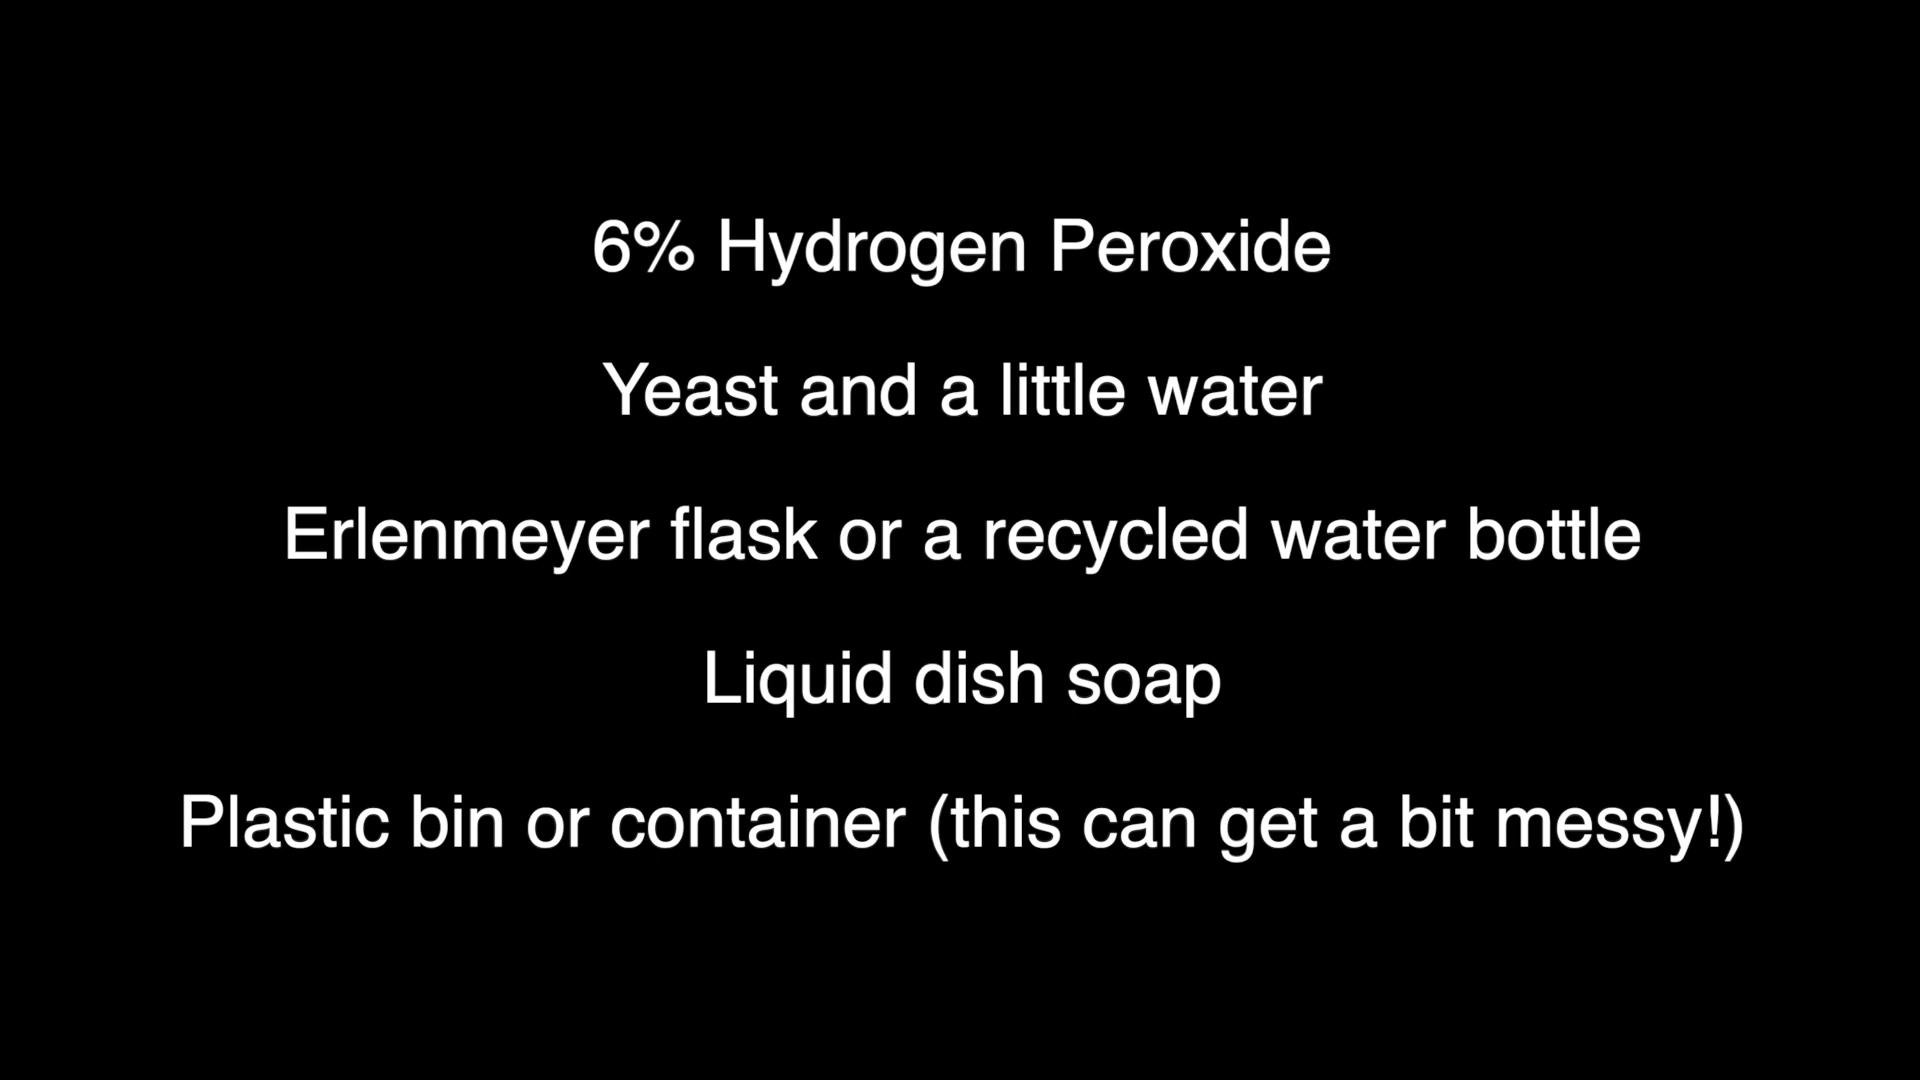 6% Hydrogen Peroxide
Yeast and a little water
Erlenmeyer flask or a recycled water bottle
Liquid dish soap
Plastic bin or container (this can get a bit messy!)